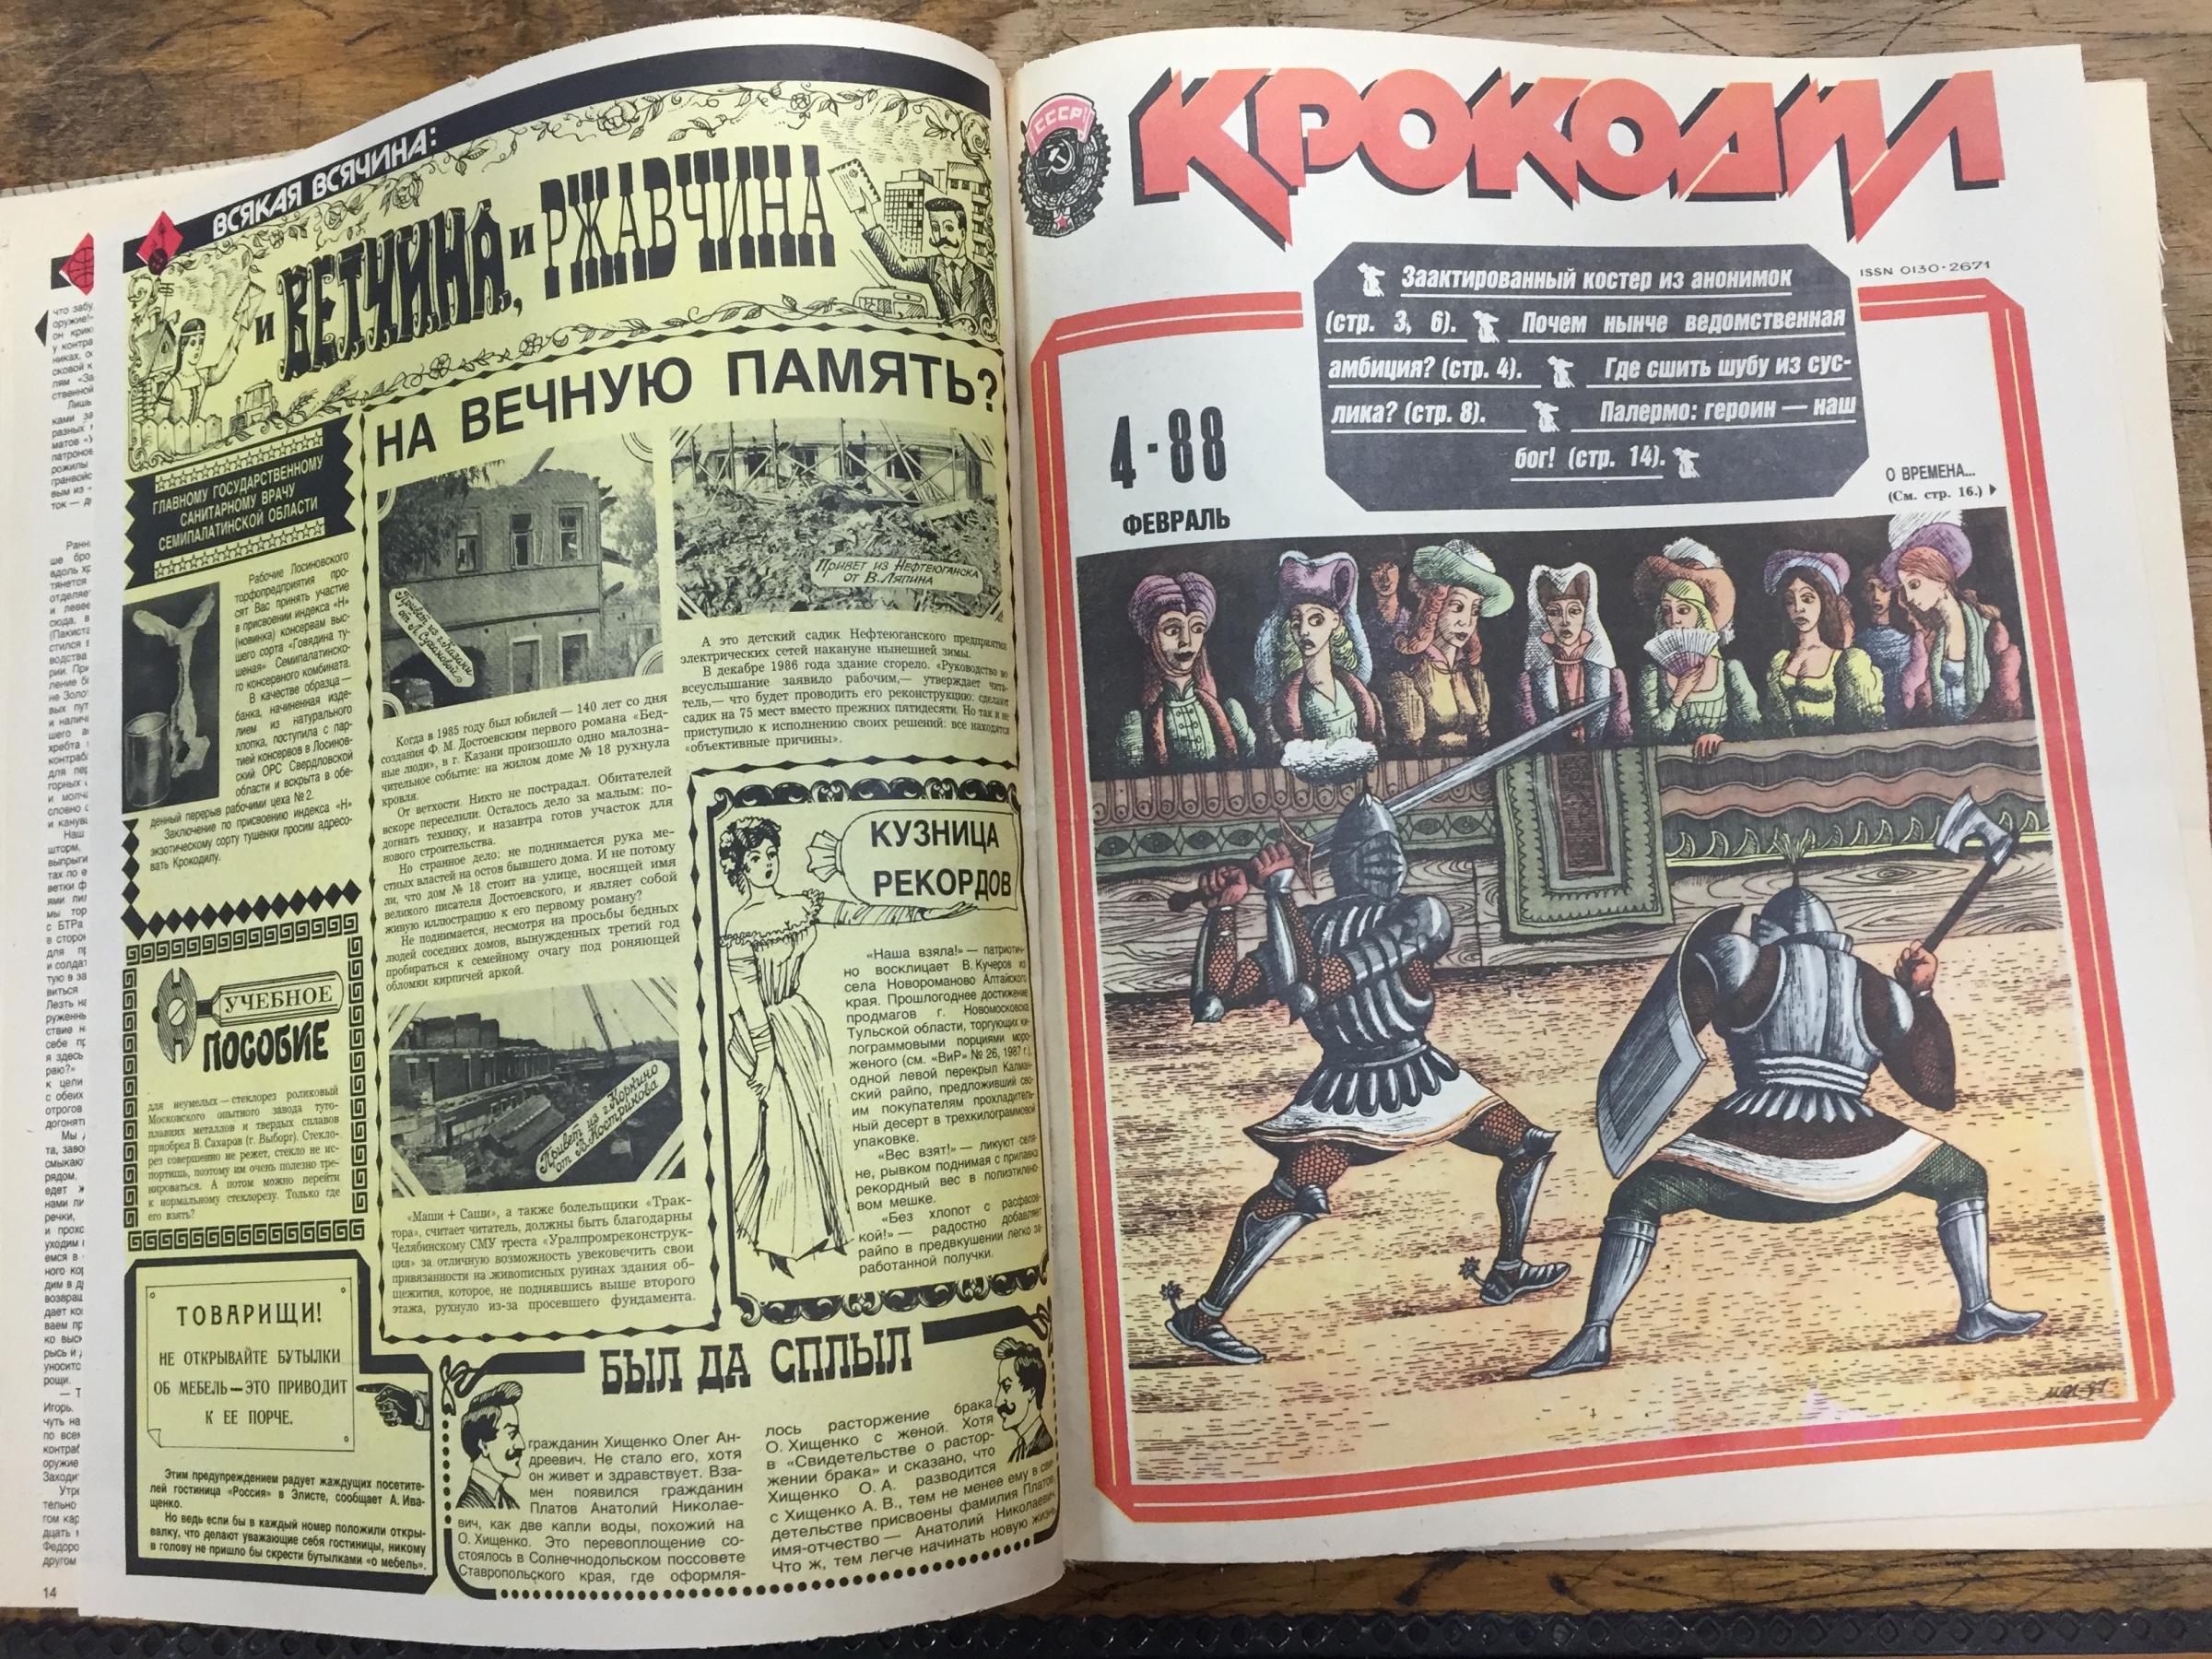 ВСЯКАЯ ВСЯЧИНА:
и ВЕТЧИНА, и РЖАВЧИНА
ГЛАВНОМУ ГОСУДАРСТВЕННОМУ
САНИТАРНОМУ ВРАЧУ
СЕМИПАЛАТИНСКОЙ ОБЛАСТИ
Рабочие Лосиновского
торфопредприятия про-
сят Вас принять участие
в присвоении индекса «Н»
(новинка) консервам выс-
шего сорта «Говядина ту-
шеная» Семипалатинско-
го консервного комбината.
В качестве образца —
банка, начиненная изде-
лием из натурального
хлопка, поступила с пар-
тией консервов в Лосинов-
ский ОРС Свердловской
области и вскрыта в обе-
денный перерыв рабочими цеха № 2.
Заключение по присвоению индекса «Н»
экзотическому сорту тушенки просим адресо-
вать Крокодилу.
УЧЕБНОЕ
ПОСОБИЕ
для неумелых — стеклорез роликовый
Московского опытного завода туго-
плавких металлов и твердых сплавов
приобрел В. Сахаров (г. Выборг). Стекло-
рез совершенно не режет, стекло не ис-
портишь, поэтому им очень полезно тре-
нироваться. А потом можно перейти
к нормальному стеклорезу. Только где
его взять?
ТОВАРИЩИ!
НЕ ОТКРЫВАЙТЕ БУТЫЛКИ
ОБ МЕБЕЛЬ — ЭТО ПРИВОДИТ
К ЕЕ ПОРЧЕ.
Этим предупреждением радует жаждущих посетите-
лей гостиница «Россия» в Элисте, сообщает А. Ива-
щенко.
Но ведь если бы в каждый номер положили откры-
валку, что делают уважающие себя гостиницы, никому
в голову не пришло бы скрести бутылками «о мебель».
14
НА ВЕЧНУЮ ПАМЯТЬ?
Привет из г. Казани
от Л. Сушковой
Когда в 1985 году был юбилей — 140 лет со дня
создания Ф. М. Достоевским первого романа «Бед-
ные люди», в г. Казани произошло одно малозна-
чительное событие: на жилом доме № 18 рухнула
кровля.
От ветхости. Никто не пострадал. Обитателей
вскоре переселили. Осталось дело за малым: по-
догнать технику, и назавтра готов участок для
нового строительства.
Но странное дело: не поднимается рука ме-
стных властей на остов бывшего дома. И не потому
ли, что дом № 18 стоит на улице, носящей имя
великого писателя Достоевского, и являет собой
живую иллюстрацию к его первому роману?
Не поднимается, несмотря на просьбы бедных
людей соседних домов, вынужденных третий год
пробираться к семейному очагу под роняющей
обломки кирпичей аркой.
Привет из г. Коркино
от В. Кострикова
«Маши + Саши», а также болельщики «Трак-
тора», считает читатель, должны быть благодарны
Челябинскому СМУ треста «Уралпромреконструк-
ция» за отличную возможность увековечить свои
привязанности на живописных руинах здания об-
щежития, которое, не поднявшись выше второго
этажа, рухнуло из-за просевшего фундамента.
ПРИВЕТ ИЗ НЕФТЕЮГАНСКА
ОТ В. ЛЯПИНА
А это детский садик Нефтеюганского предприятия
электрических сетей накануне нынешней зимы.
В декабре 1986 года здание сгорело. «Руководство во
всеуслышание заявило рабочим,— утверждает чита-
тель,— что будет проводить его реконструкцию: сделают
садик на 75 мест вместо прежних пятидесяти. Но так и не
приступило к исполнению своих решений: все находятся
«объективные причины».
КУЗНИЦА
РЕКОРДОВ
«Наша взяла!» — патриотич-
но восклицает В. Кучеров из
села Новороманово Алтайского
края. Прошлогоднее достижение
продмагов г. Новомосковска
Тульской области, торгующих ки-
лограммовыми порциями моро-
женого (см. «ВиР» № 26, 1987 г.),
одной левой перекрыл Калман-
ский райпо, предложивший сво-
им покупателям прохладитель-
ный десерт в трехкилограммовой
упаковке.
«Вес взят!» — ликуют селя-
не, рывком поднимая с прилавка
рекордный вес в полиэтилено-
вом мешке.
«Без хлопот с расфасов-
кой!» — радостно добавляет
райпо в предвкушении легко за-
работанной получки.
БЫЛ ДА СПЛЫЛ
гражданин Хищенко Олег Ан-
дреевич. Не стало его, хотя
он живет и здравствует. Вза-
мен появился гражданин
Платов Анатолий Николае-
вич, как две капли воды, похожий на
О. Хищенко. Это перевоплощение со-
стоялось в Солнечнодольском поссовете
Ставропольского края, где оформля-
лось расторжение брака
О. Хищенко с женой. Хотя
в «Свидетельстве о растор-
жении брака» и сказано, что
Хищенко О. А. разводится
с Хищенко А. В., тем не менее ему в сви-
детельстве присвоены фамилия Платов,
имя-отчество — Анатолий Николаевич.
Что ж, тем легче начинать новую жизнь.
СССР
КРОКОДИЛ
ISSN 0130-2671
Заактированный костер из анонимок
(стр. 3, 6). Почем нынче ведомственная
амбиция? (стр. 4). Где сшить шубу из сус-
лика? (стр. 8). Палермо: героин — наш
бог! (стр. 14).
4-88
ФЕВРАЛЬ
О ВРЕМЕНА...
(См. стр. 16.)